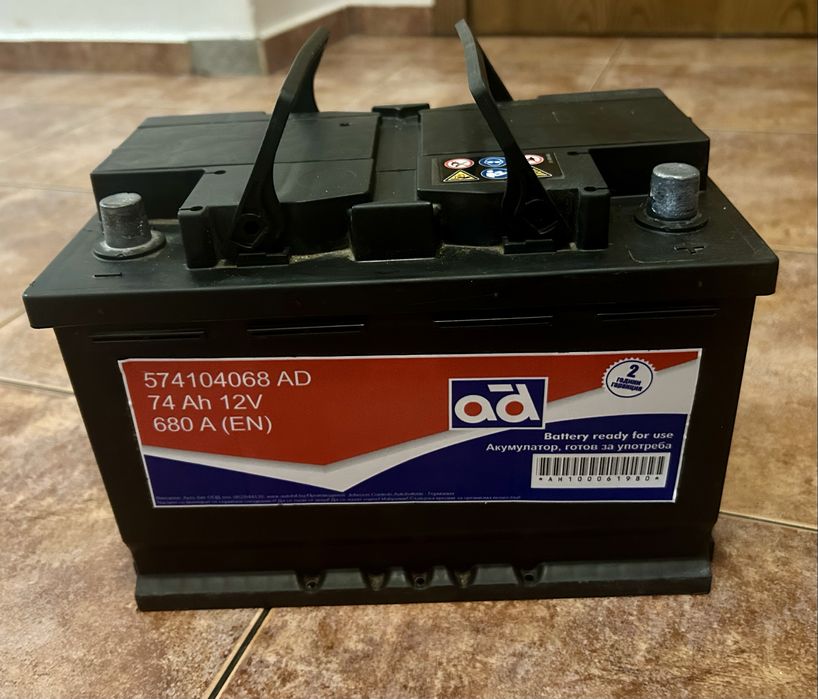 574104068 AD
74 Ah 12V
680 A (EN)
ad
2
години
гаранция
Battery ready for use
Акумулатор, готов за употреба
*AH100061980*
-
+